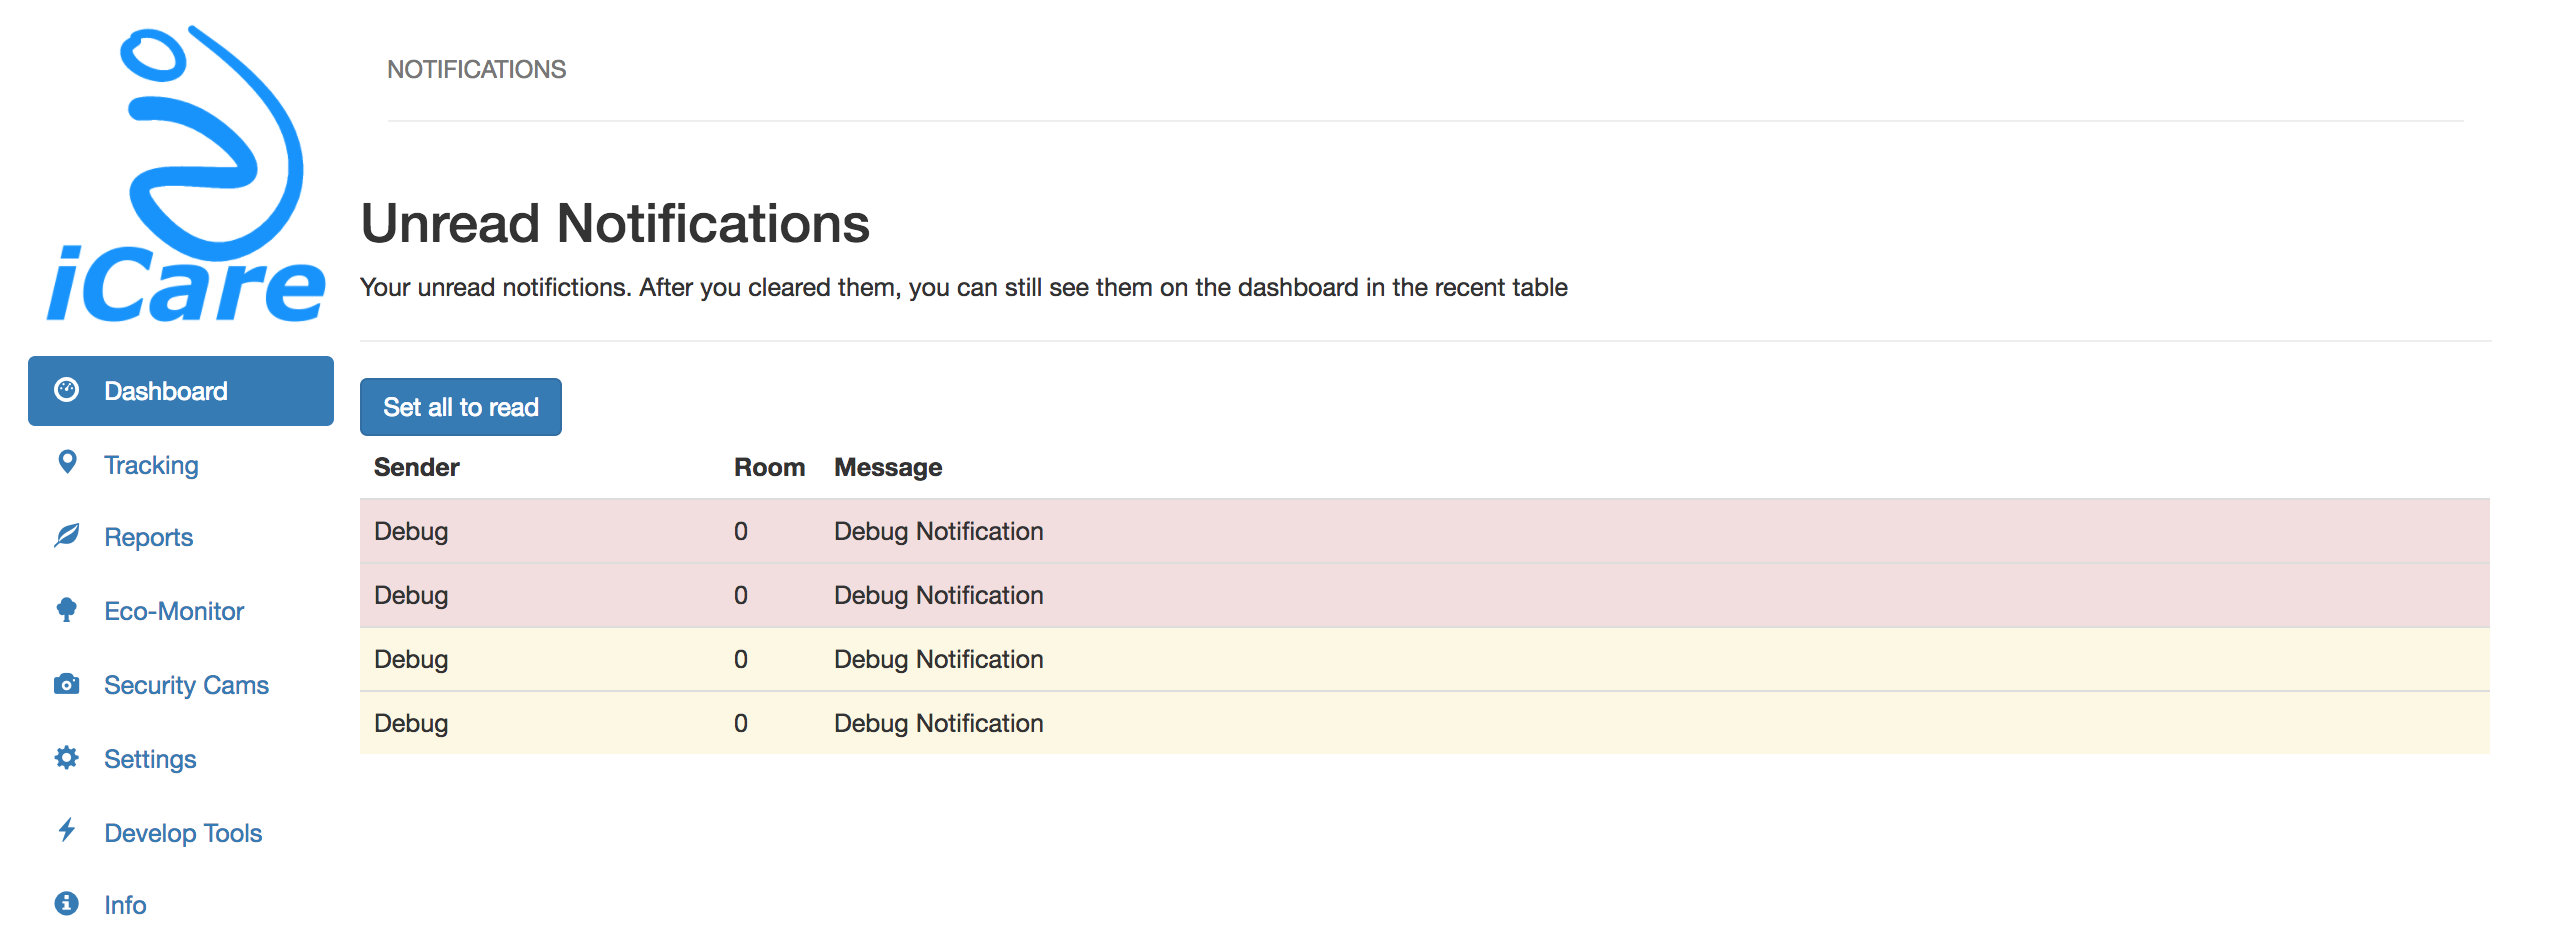 iCare
Dashboard
Tracking
Reports
Eco-Monitor
Security Cams
Settings
Develop Tools
Info
NOTIFICATIONS
Unread Notifications
Your unread notifictions. After you cleared them, you can still see them on the dashboard in the recent table
Set all to read
Sender Room Message
Debug 0 Debug Notification
Debug 0 Debug Notification
Debug 0 Debug Notification
Debug 0 Debug Notification